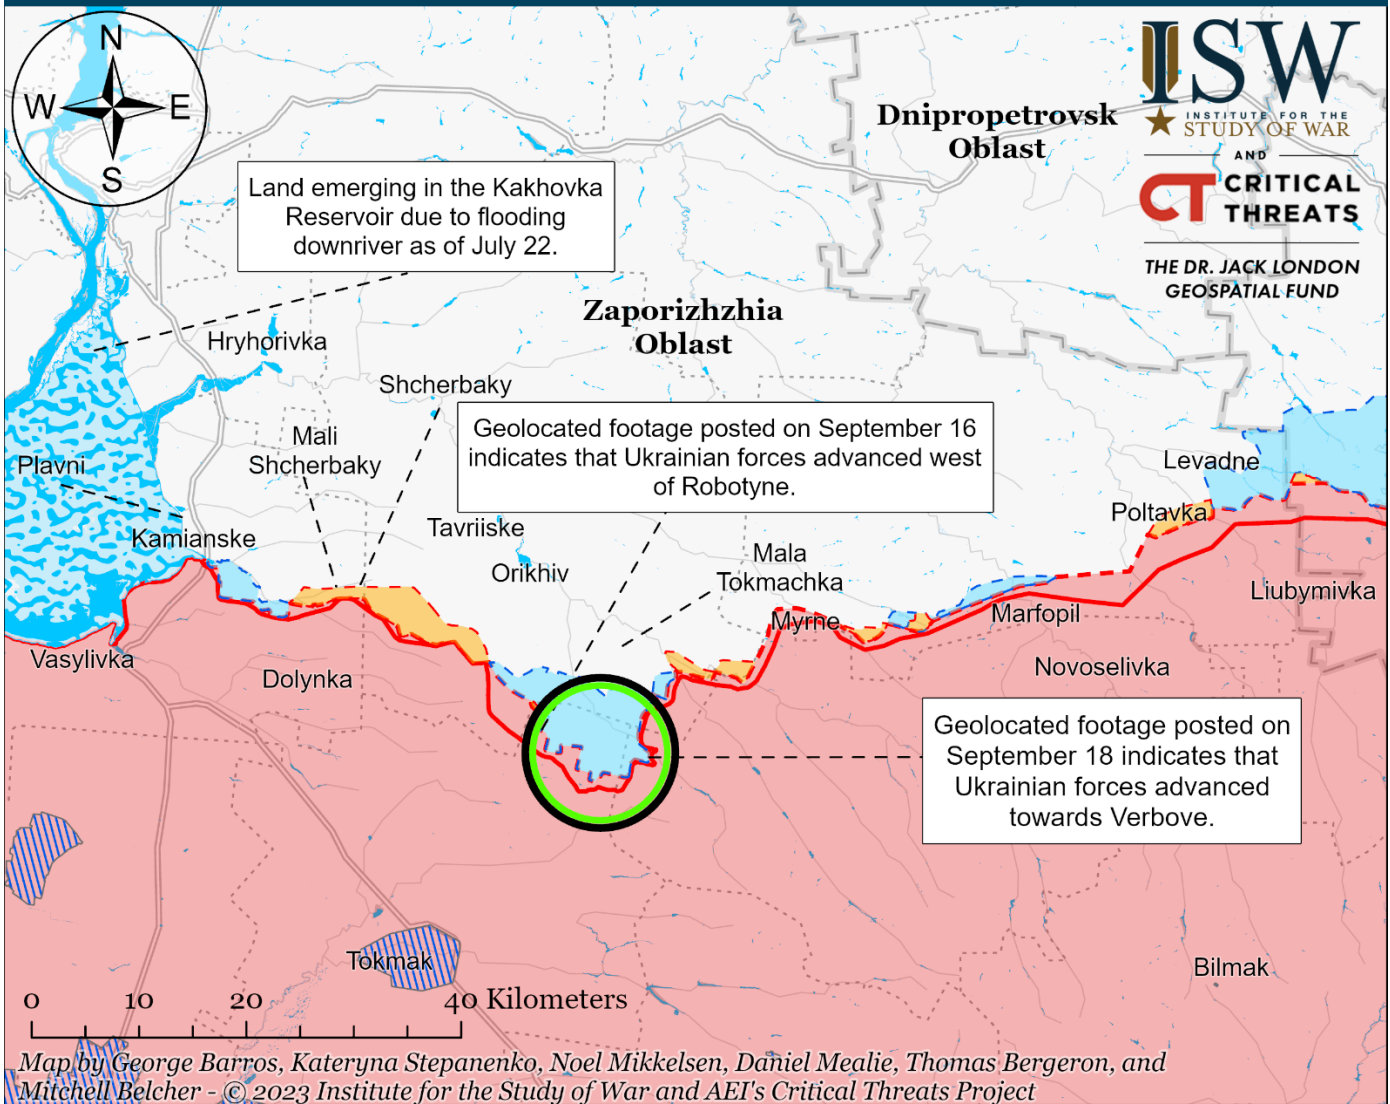 N
W
E
S
ISW
INSTITUTE FOR THE
STUDY OF WAR
AND
CT CRITICAL
THREATS
THE DR. JACK LONDON
GEOSPATIAL FUND
Dnipropetrovsk
Oblast
Land emerging in the Kakhovka
Reservoir due to flooding
downriver as of July 22.
Zaporizhzhia
Oblast
Hryhorivka
Shcherbaky
Geolocated footage posted on September 16
indicates that Ukrainian forces advanced west
of Robotyne.
Mali
Shcherbaky
Plavni
Levadne
Poltavka
Kamianske
Tavriiske
Orikhiv
Mala
Tokmachka
Liubymivka
Myrne
Marfopil
Vasylivka
Dolynka
Novoselivka
Geolocated footage posted on
September 18 indicates that
Ukrainian forces advanced
towards Verbove.
Tokmak
Bilmak
0 10 20 40 Kilometers
Map by George Barros, Kateryna Stepanenko, Noel Mikkelsen, Daniel Mealie, Thomas Bergeron, and
Mitchell Belcher - © 2023 Institute for the Study of War and AEI's Critical Threats Project